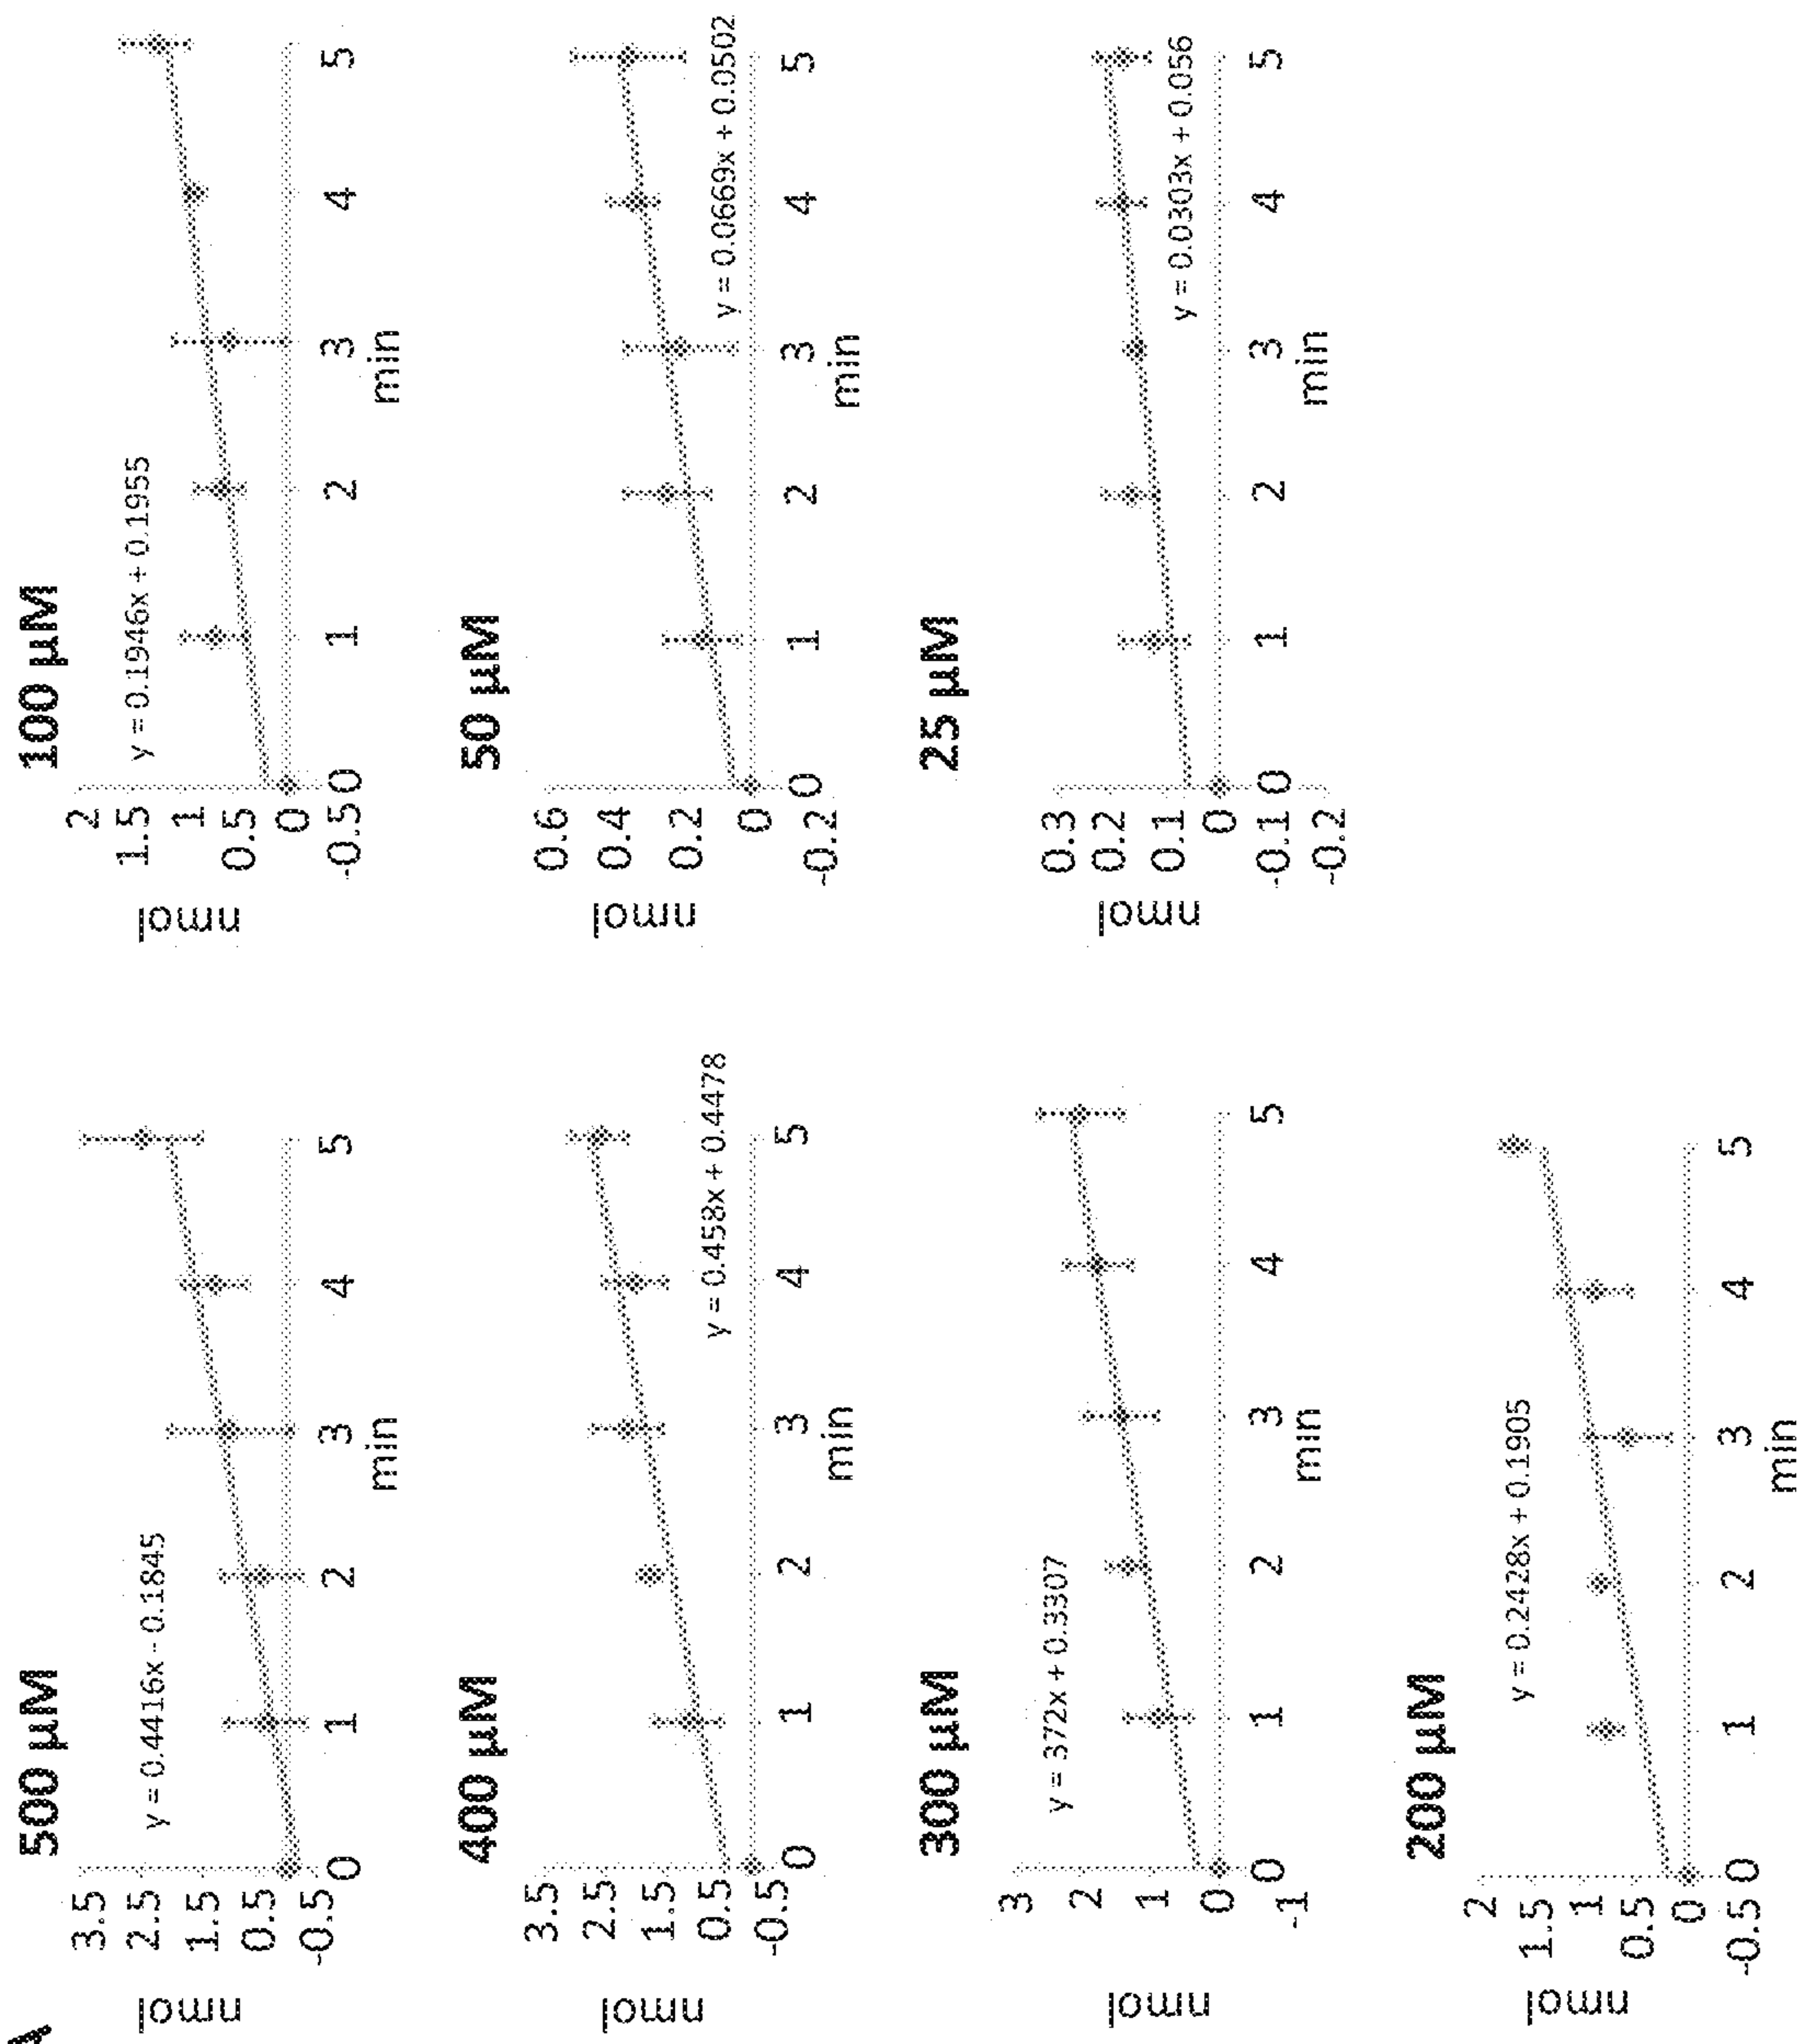 A
500 µM
y = 0.4416x - 0.1845
nmol
3.5
2.5
1.5
0.5
-0.5
0 1 2 3 4 5
min
400 µM
y = 0.458x + 0.4478
nmol
3.5
2.5
1.5
0.5
-0.5
0 1 2 3 4 5
min
300 µM
y = 372x + 0.3307
nmol
3
2
1
0
-1
0 1 2 3 4 5
min
200 µM
y = 0.2428x + 0.1905
nmol
2
1.5
1
0.5
0
-0.5
0 1 2 3 4 5
min
100 µM
y = 0.1946x + 0.1955
nmol
2
1.5
1
0.5
0
-0.5
0 1 2 3 4 5
min
50 µM
y = 0.0669x + 0.0502
nmol
0.6
0.4
0.2
0
-0.2
0 1 2 3 4 5
min
25 µM
y = 0.0303x + 0.056
nmol
0.3
0.2
0.1
0
-0.1
-0.2
0 1 2 3 4 5
min